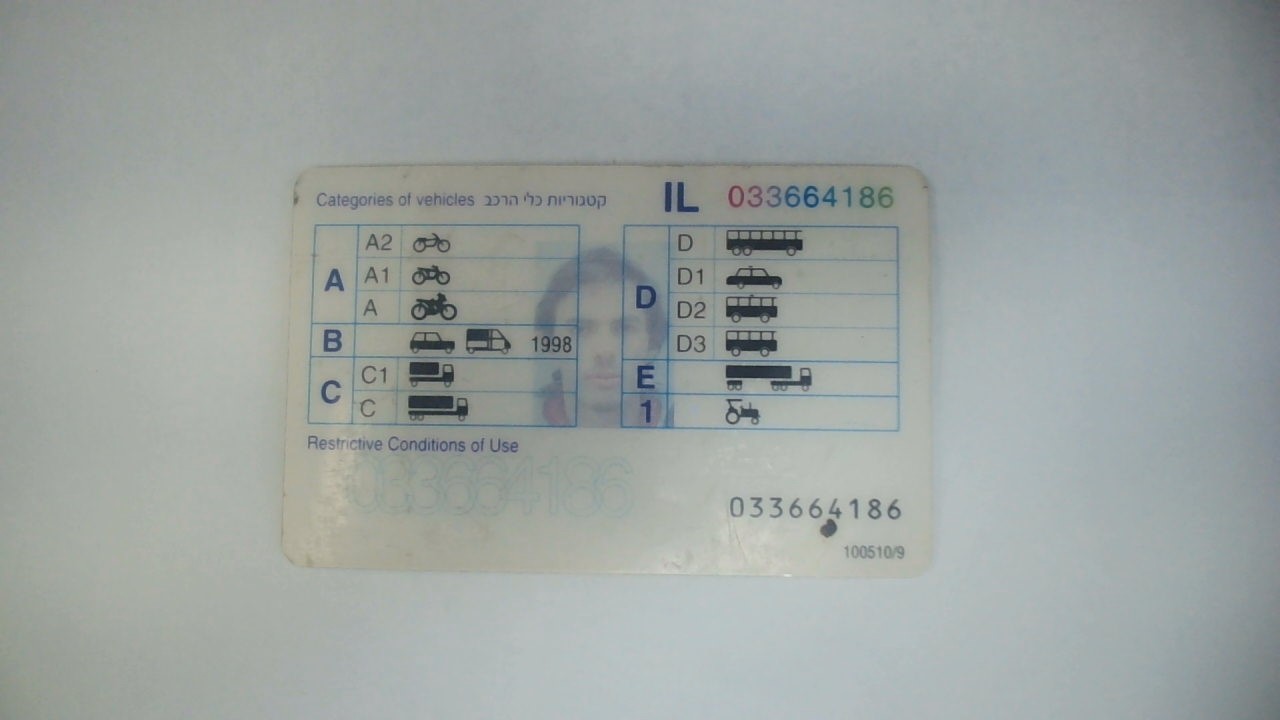 Categories of vehicles קטגוריות כלי הרכב
IL 033664186
A A2
A1
A
B 1998
C C1
C
D D
D1
D2
D3
E
1
Restrictive Conditions of Use
033664186
033664186
100510/9